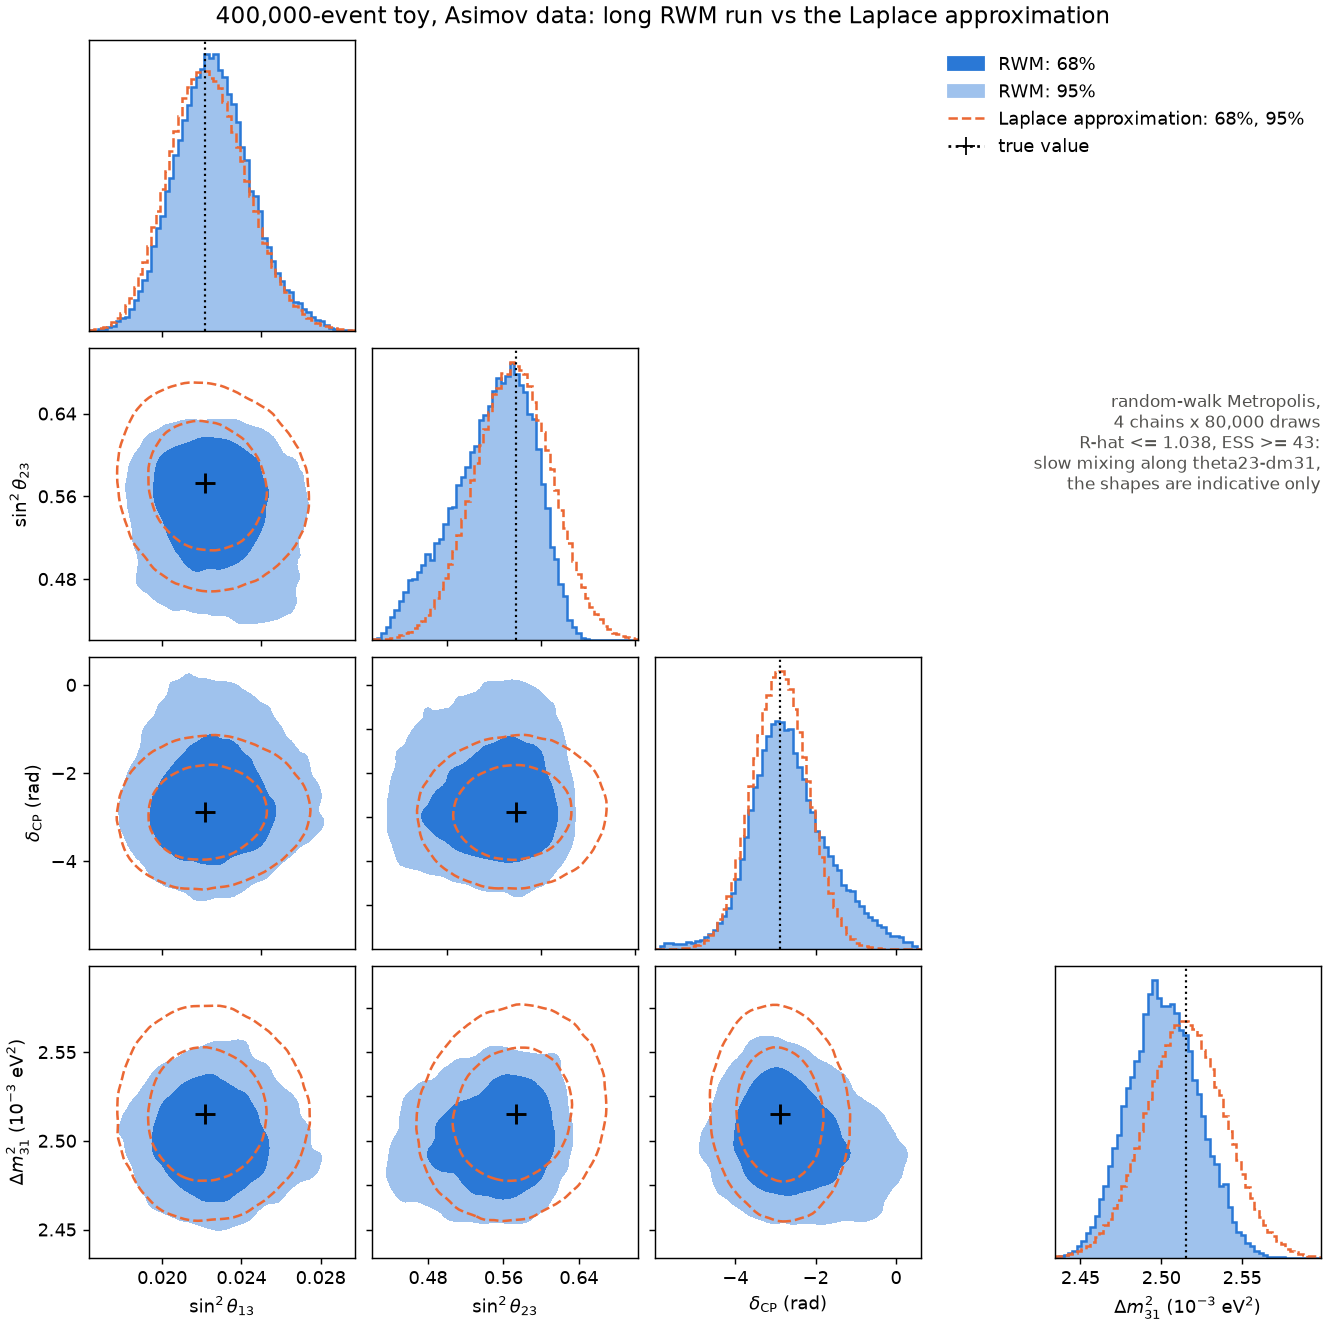 400,000-event toy, Asimov data: long RWM run vs the Laplace approximation
RWM: 68%
RWM: 95%
Laplace approximation: 68%, 95%
true value
random-walk Metropolis,
4 chains x 80,000 draws
R-hat <= 1.038, ESS >= 43:
slow mixing along theta23-dm31,
the shapes are indicative only
sin² θ₂₃
0.64
0.56
0.48
δ_CP (rad)
0
−2
−4
Δm²₃₁ (10⁻³ eV²)
2.55
2.50
2.45
0.020 0.024 0.028
sin² θ₁₃
0.48 0.56 0.64
sin² θ₂₃
−4 −2 0
δ_CP (rad)
2.45 2.50 2.55
Δm²₃₁ (10⁻³ eV²)